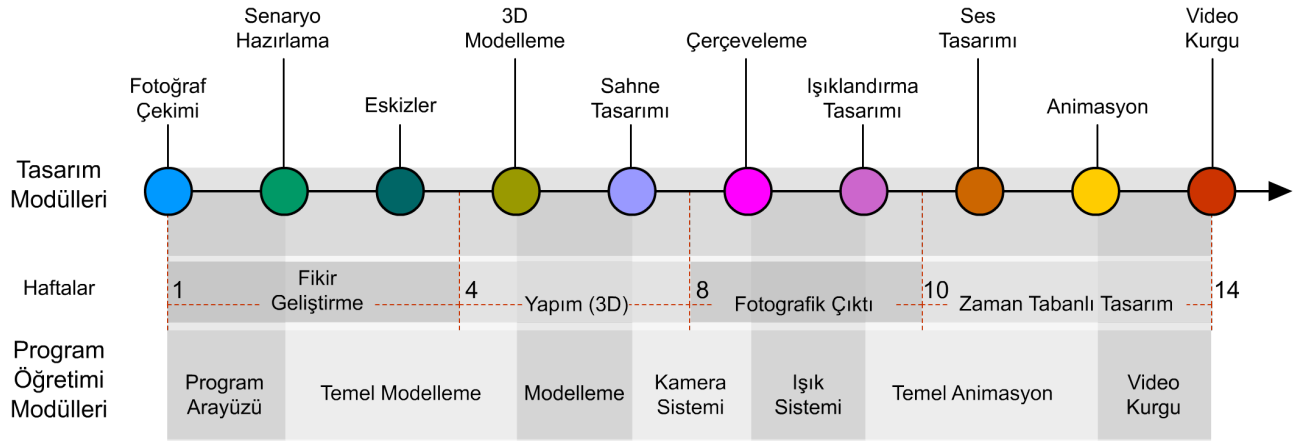 Senaryo
Hazırlama
3D
Modelleme
Çerçeveleme
Ses
Tasarımı
Video
Kurgu
Fotoğraf
Çekimi
Eskizler
Sahne
Tasarımı
Işıklandırma
Tasarımı
Animasyon
Tasarım
Modülleri
Haftalar
1
Fikir
Geliştirme
4
Yapım (3D)
8
Fotografik Çıktı
10
Zaman Tabanlı Tasarım
14
Program
Öğretimi
Modülleri
Program
Arayüzü
Temel Modelleme
Modelleme
Kamera
Sistemi
Işık
Sistemi
Temel Animasyon
Video
Kurgu